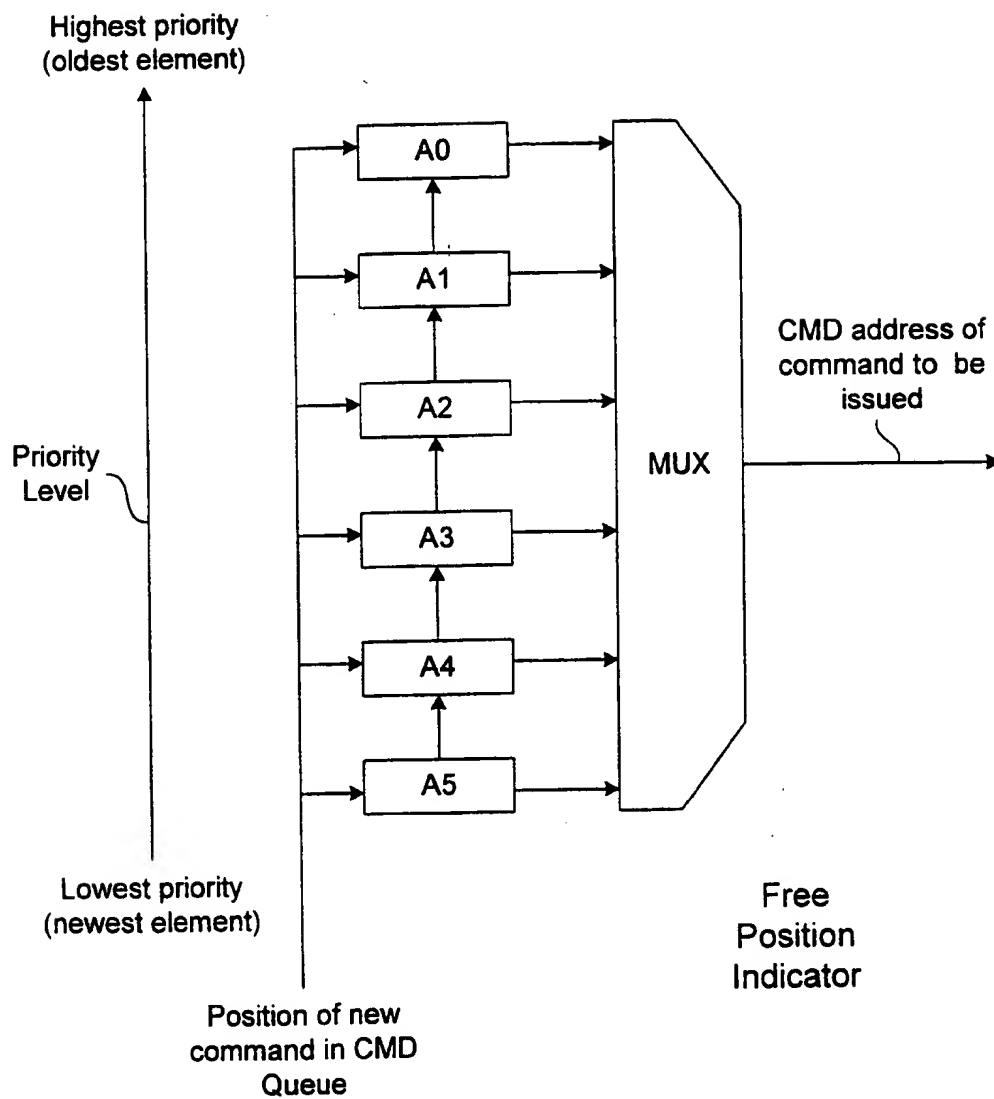 Highest priority
(oldest element)
A0
A1
A2
A3
A4
A5
MUX
CMD address of
command to be
issued
Priority
Level
Lowest priority
(newest element)
Position of new
command in CMD
Queue
Free
Position
Indicator